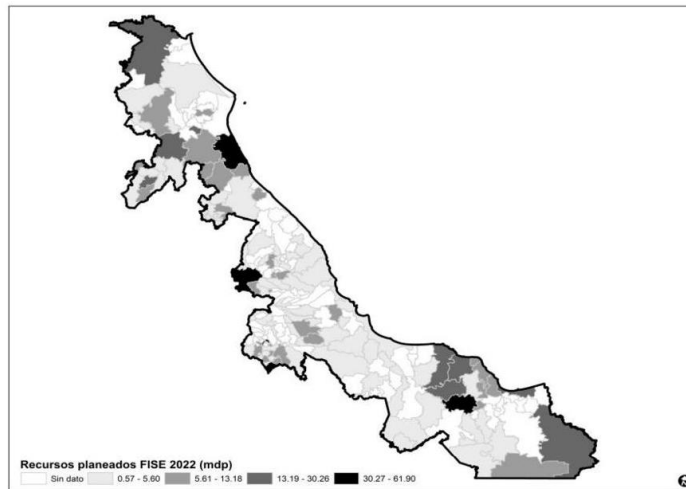 Recursos planeados FISE 2022 (mdp)
Sin dato 0.57 - 5.60 5.61 - 13.18 13.19 - 30.26 30.27 - 61.90